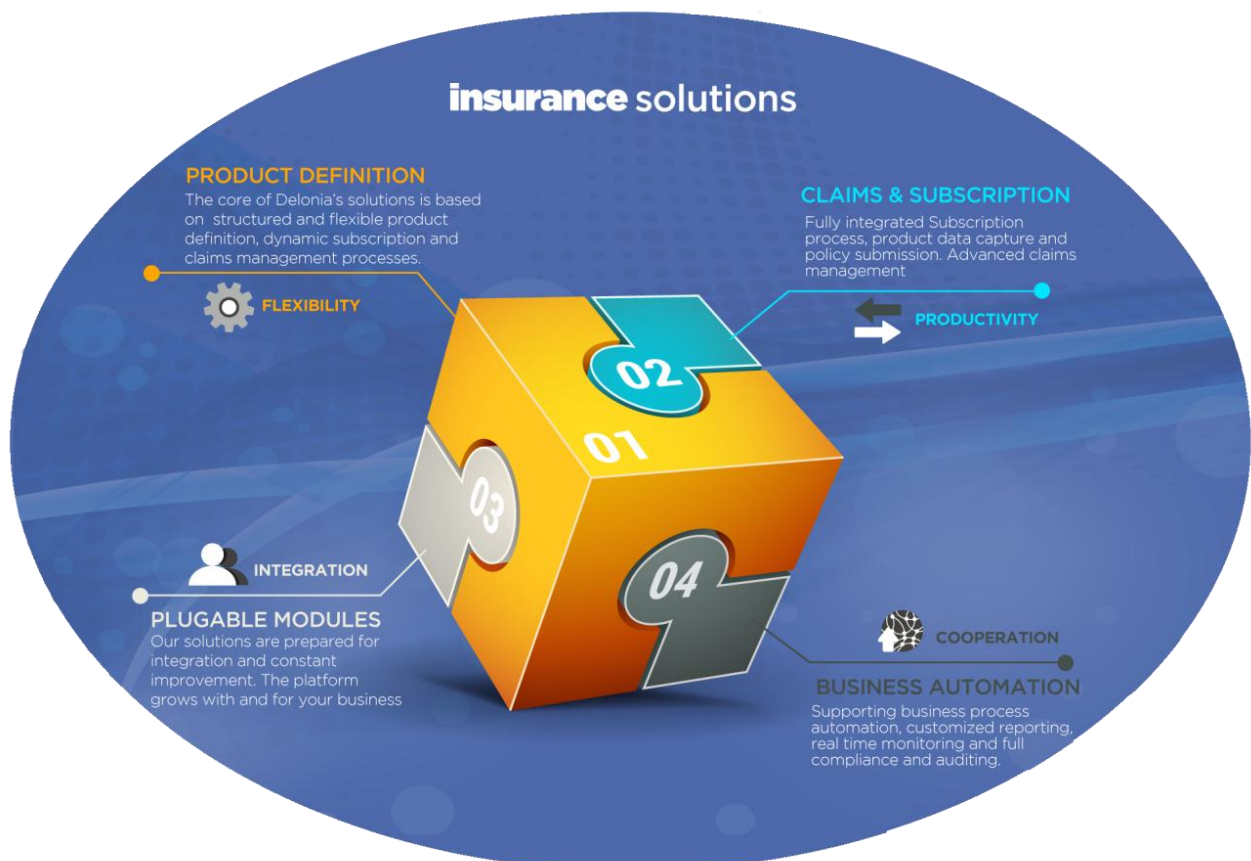 insurance solutions
PRODUCT DEFINITION
The core of Delonia's solutions is based
on structured and flexible product
definition, dynamic subscription and
claims management processes.
FLEXIBILITY
CLAIMS & SUBSCRIPTION
Fully integrated Subscription
process, product data capture and
policy submission. Advanced claims
management
PRODUCTIVITY
02
01
03
04
INTEGRATION
PLUGABLE MODULES
Our solutions are prepared for
integration and constant
improvement. The platform
grows with and for your business
COOPERATION
BUSINESS AUTOMATION
Supporting business process
automation, customized reporting,
real time monitoring and full
compliance and auditing.